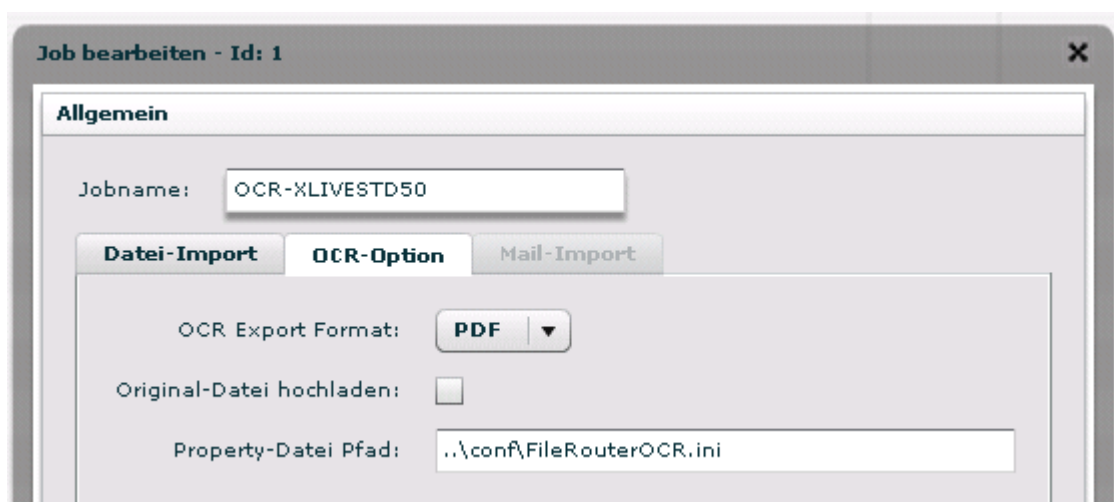 Job bearbeiten - Id: 1
Allgemein
Jobname: OCR-XLIVESTD50
Datei-Import OCR-Option Mail-Import
OCR Export Format: PDF
Original-Datei hochladen:
Property-Datei Pfad: ..\conf\FileRouterOCR.ini